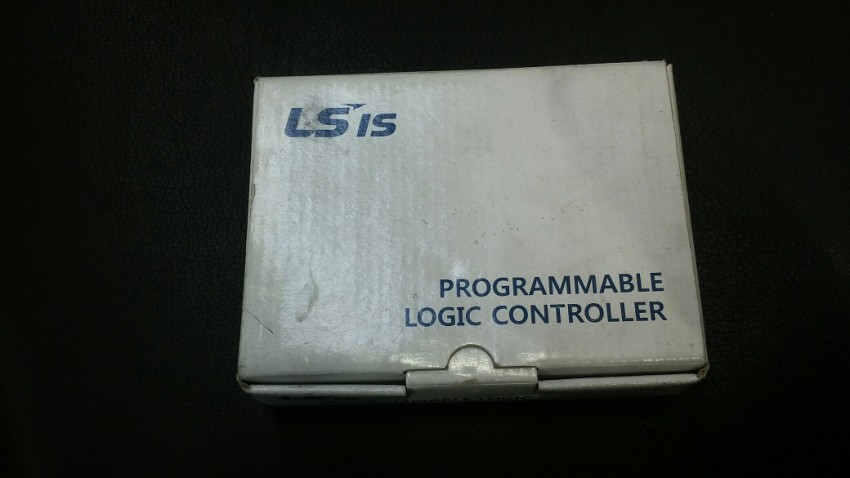 LS IS
PROGRAMMABLE
LOGIC CONTROLLER